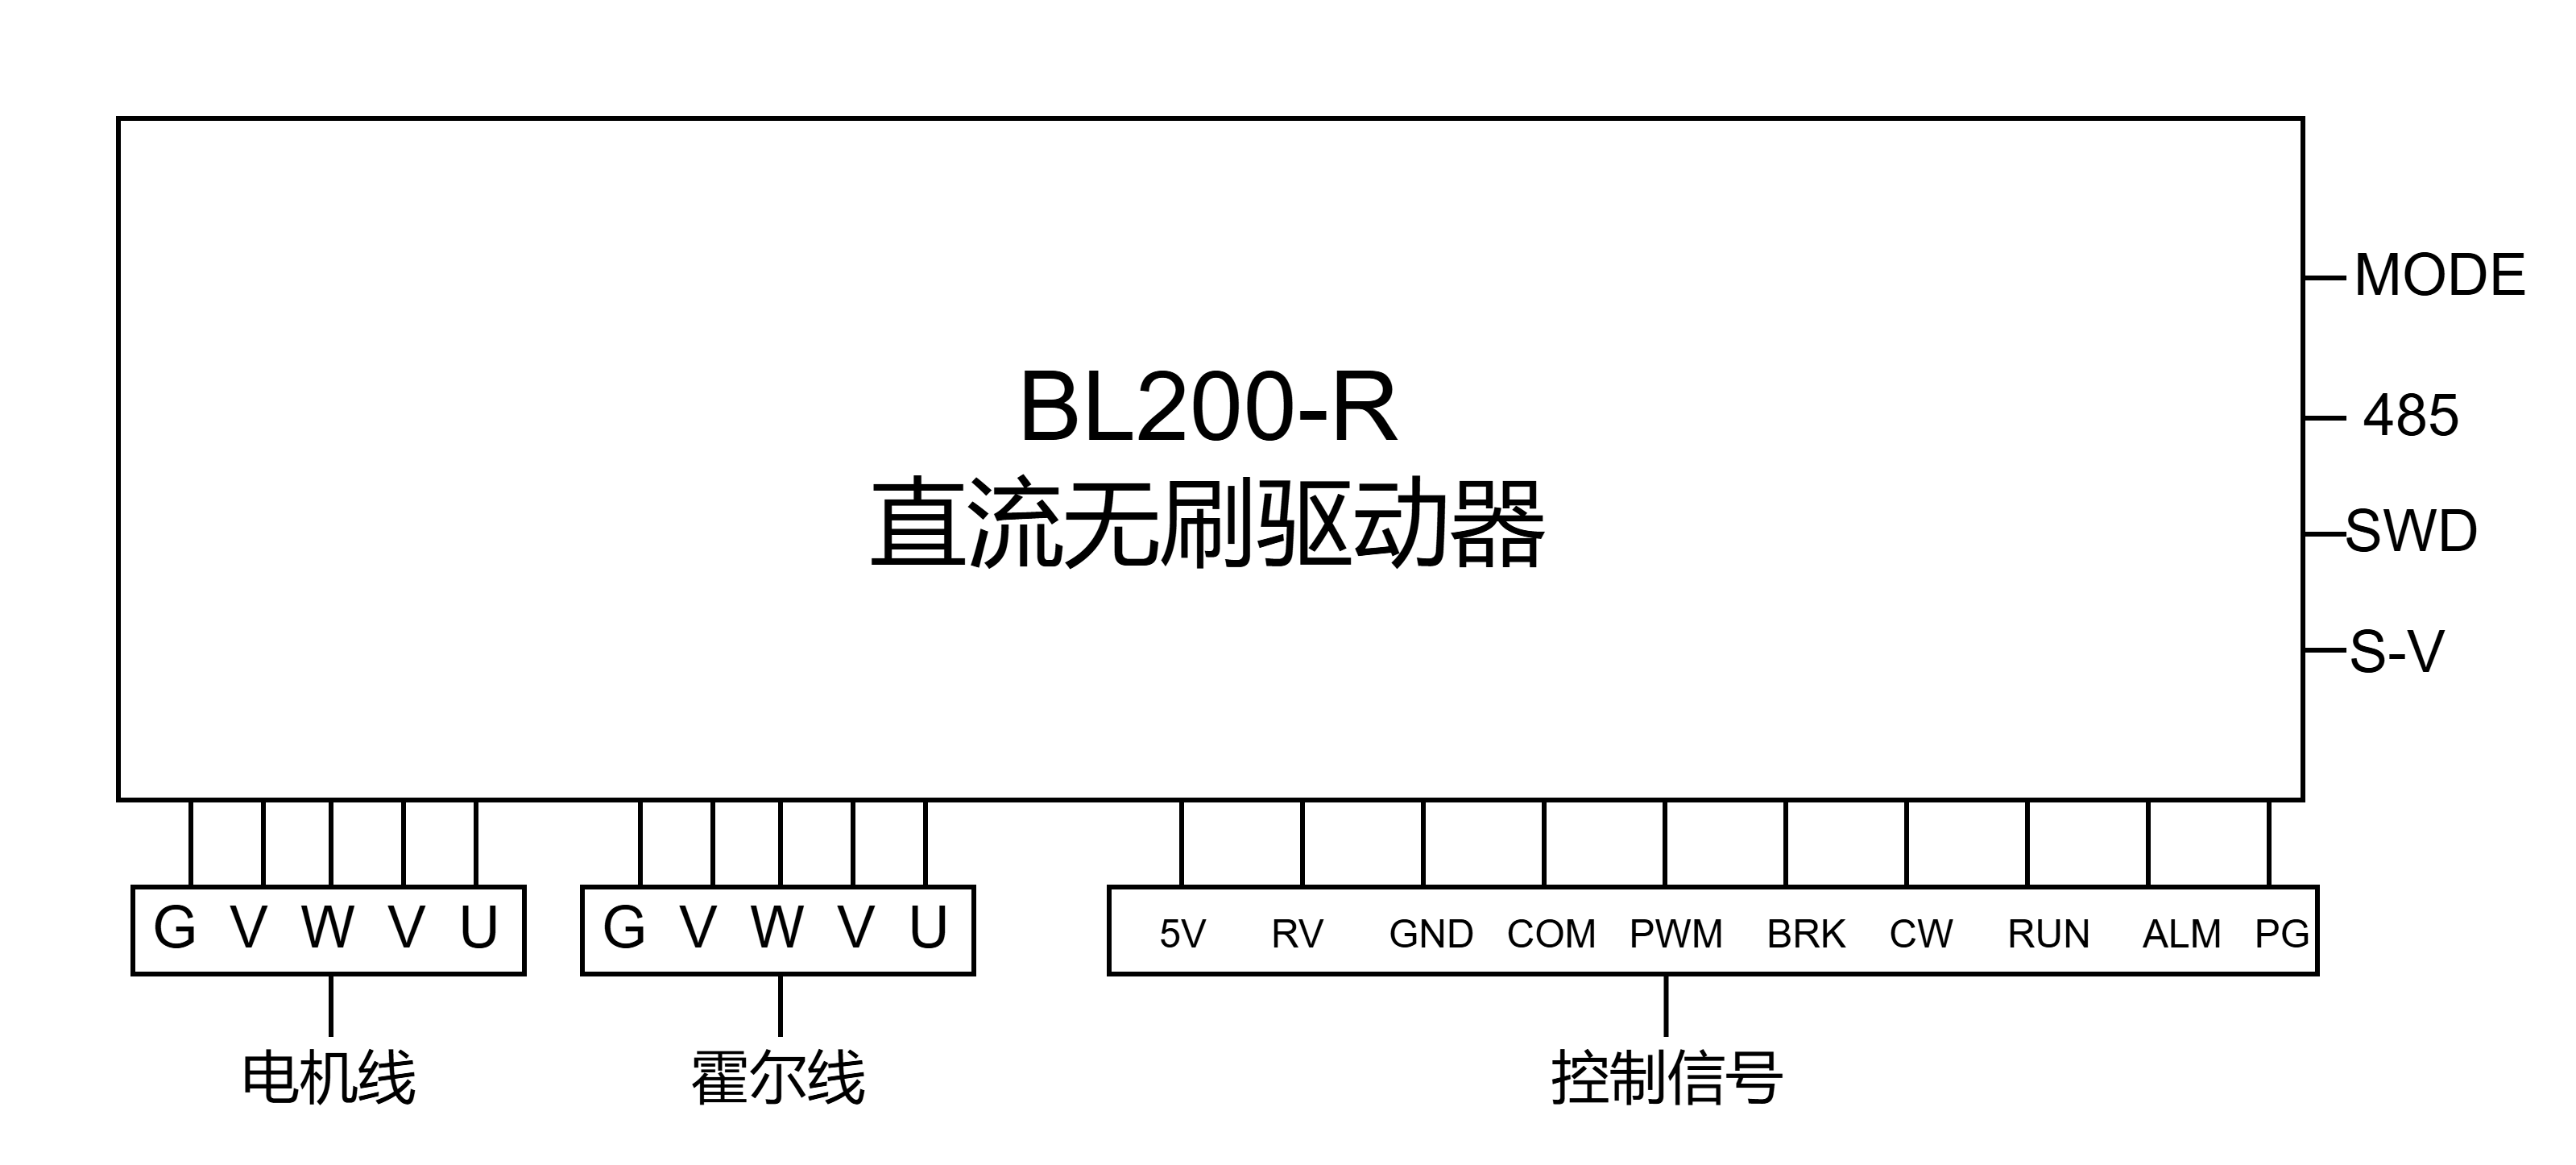 MODE
BL200-R
485
直流无刷驱动器
SWD
S-V
G V W V U
G V W V U
5V RV GND COM PWM BRK CW RUN ALM PG
电机线
霍尔线
控制信号